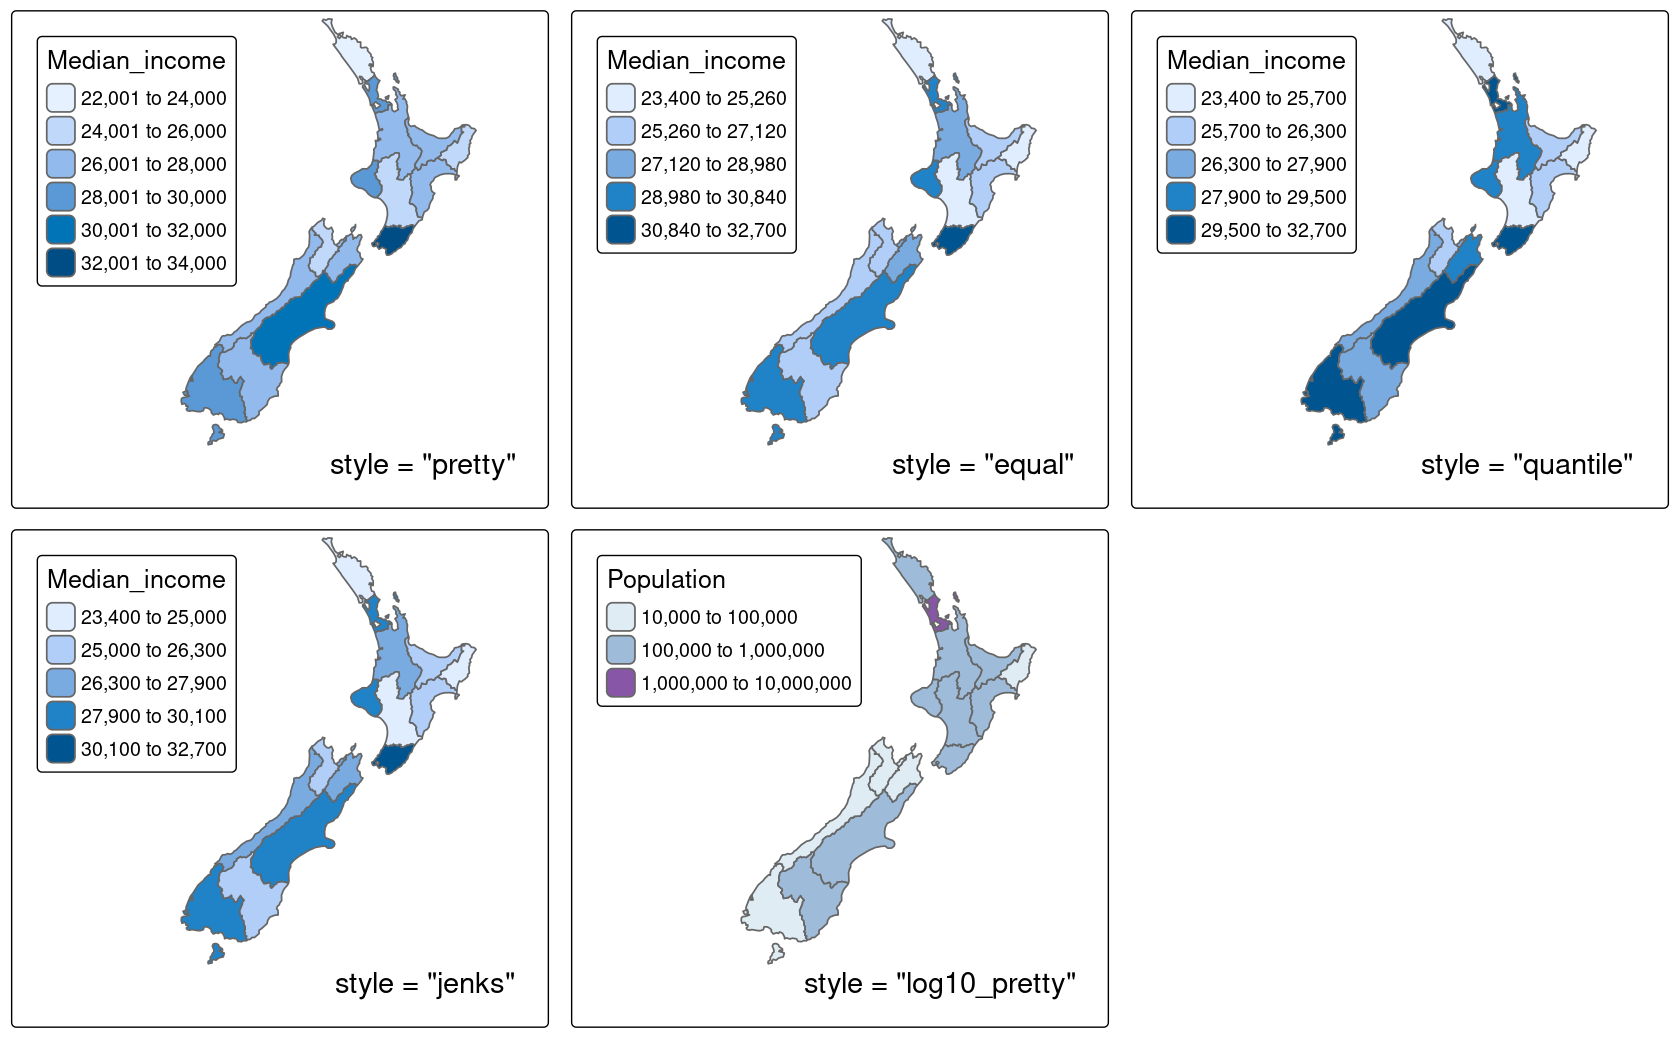 Median_income
22,001 to 24,000
24,001 to 26,000
26,001 to 28,000
28,001 to 30,000
30,001 to 32,000
32,001 to 34,000
style = "pretty"
Median_income
23,400 to 25,260
25,260 to 27,120
27,120 to 28,980
28,980 to 30,840
30,840 to 32,700
style = "equal"
Median_income
23,400 to 25,700
25,700 to 26,300
26,300 to 27,900
27,900 to 29,500
29,500 to 32,700
style = "quantile"
Median_income
23,400 to 25,000
25,000 to 26,300
26,300 to 27,900
27,900 to 30,100
30,100 to 32,700
style = "jenks"
Population
10,000 to 100,000
100,000 to 1,000,000
1,000,000 to 10,000,000
style = "log10_pretty"